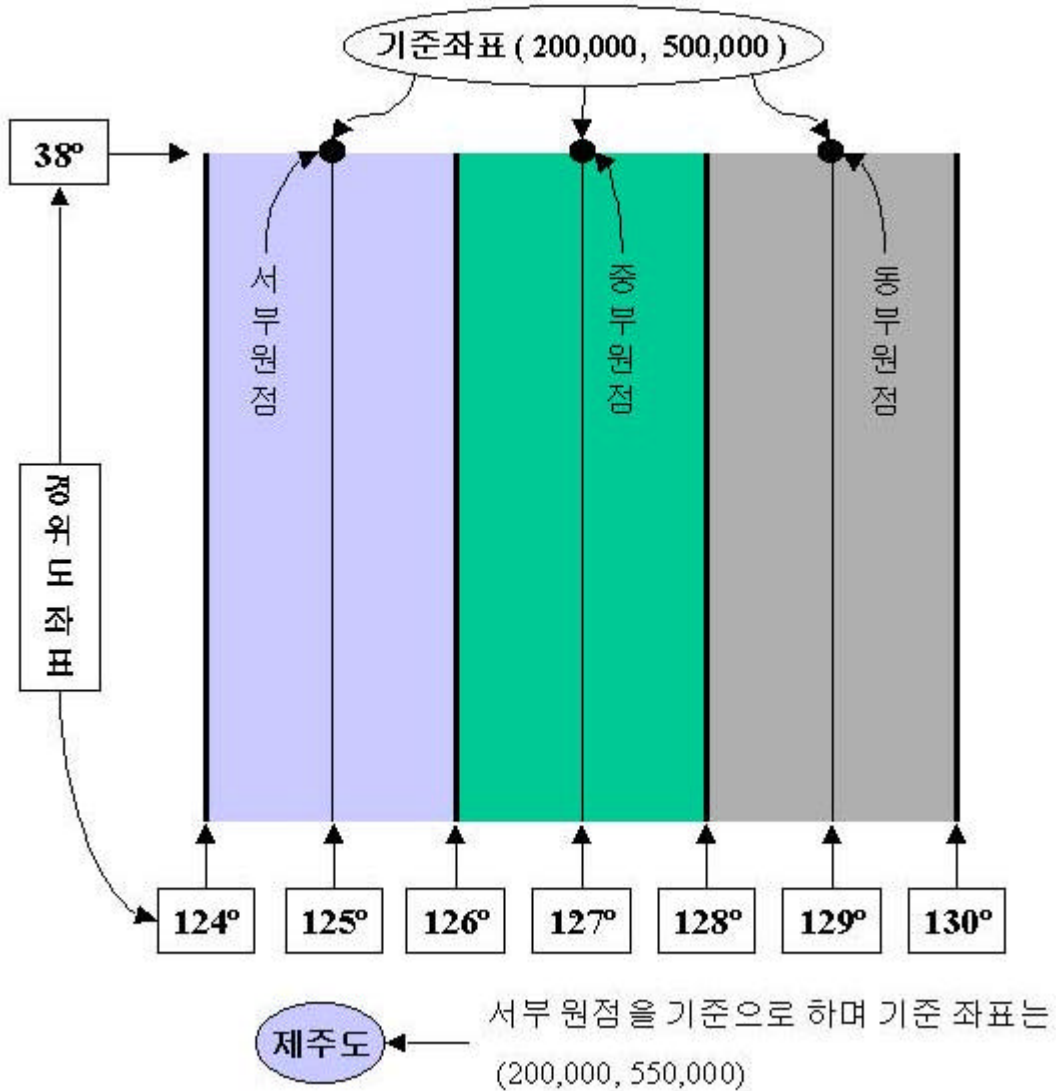 기준좌표 ( 200,000, 500,000 )
38º
서부원점
중부원점
동부원점
경위도 좌표
124º
125º
126º
127º
128º
129º
130º
제주도
서부 원점을 기준으로 하며 기준 좌표는
(200,000, 550,000)